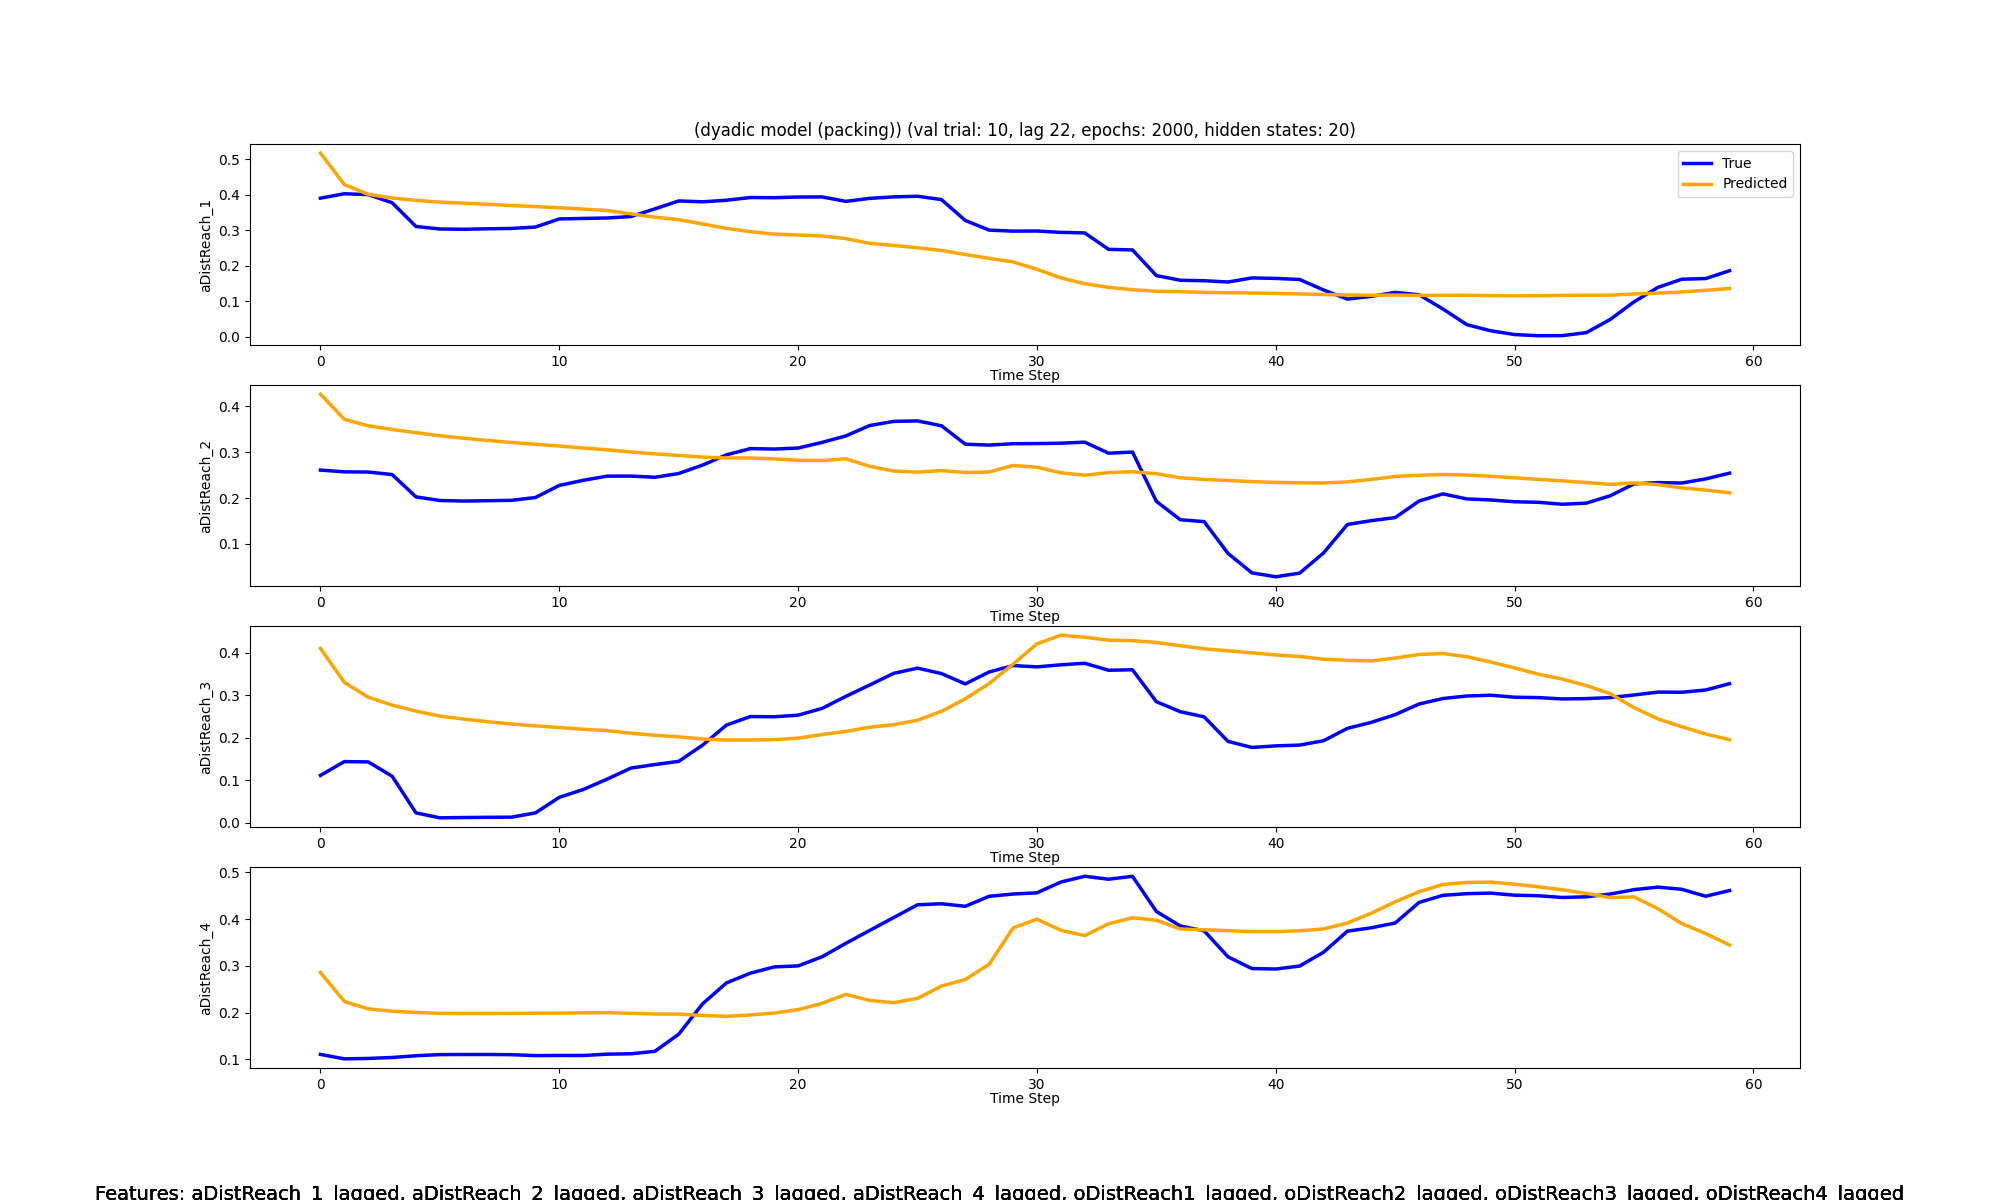 (dyadic model (packing)) (val trial: 10, lag 22, epochs: 2000, hidden states: 20)
True
Predicted
aDistReach_1
0.5
0.4
0.3
0.2
0.1
0.0
0 10 20 30 40 50 60
Time Step
aDistReach_2
0.4
0.3
0.2
0.1
0 10 20 30 40 50 60
Time Step
aDistReach_3
0.4
0.3
0.2
0.1
0.0
0 10 20 30 40 50 60
Time Step
aDistReach_4
0.5
0.4
0.3
0.2
0.1
0 10 20 30 40 50 60
Time Step
Features: aDistReach_1_lagged, aDistReach_2_lagged, aDistReach_3_lagged, aDistReach_4_lagged, oDistReach1_lagged, oDistReach2_lagged, oDistReach3_lagged, oDistReach4_lagged